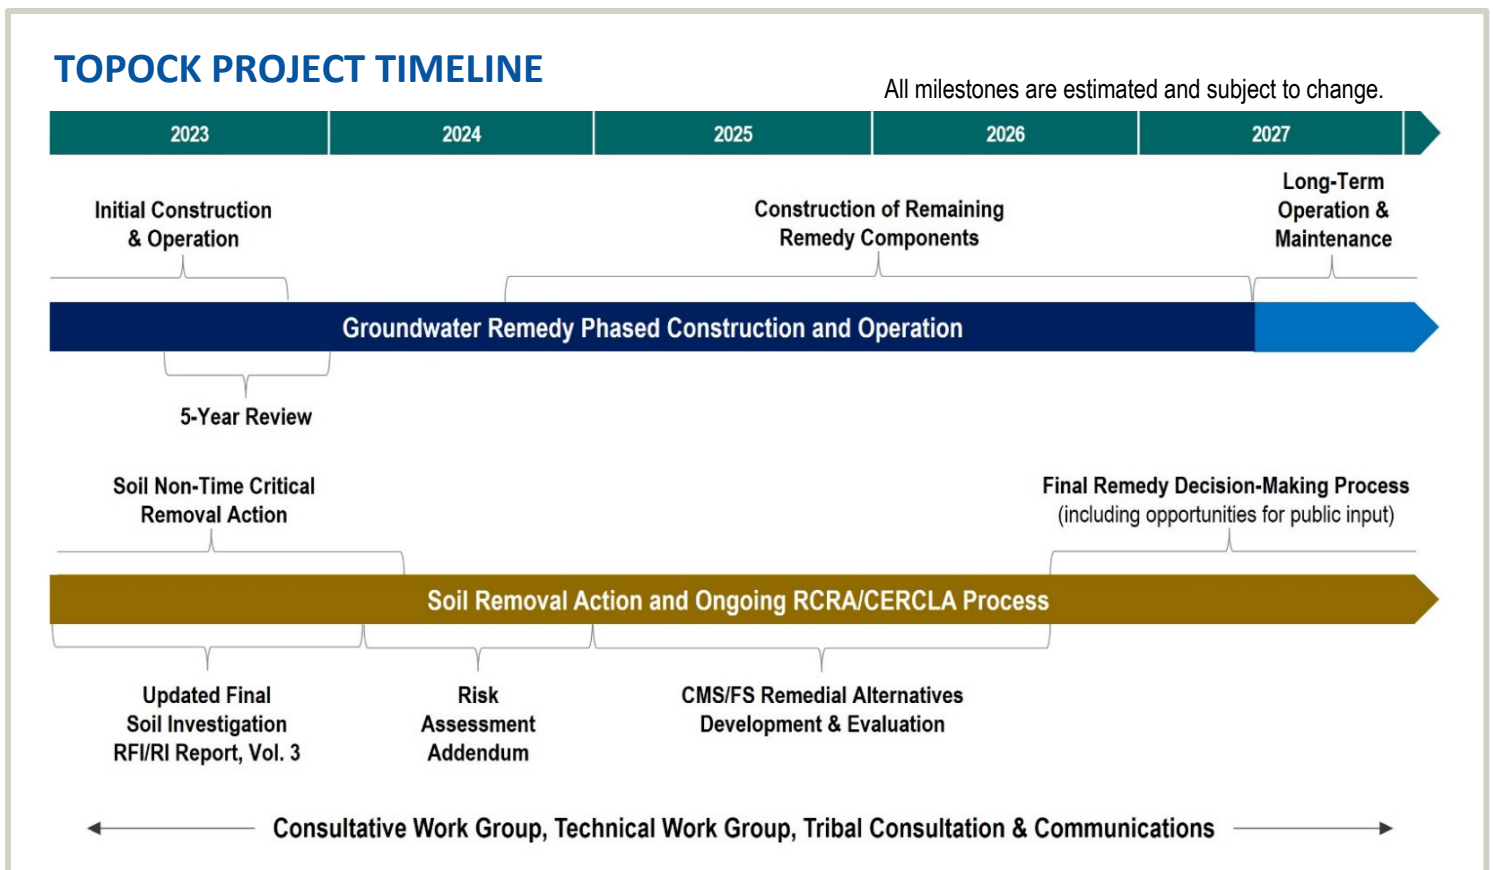 TOPOCK PROJECT TIMELINE
All milestones are estimated and subject to change.
2023
2024
2025
2026
2027
Initial Construction
& Operation
Construction of Remaining
Remedy Components
Long-Term
Operation &
Maintenance
Groundwater Remedy Phased Construction and Operation
5-Year Review
Soil Non-Time Critical
Removal Action
Final Remedy Decision-Making Process
(including opportunities for public input)
Soil Removal Action and Ongoing RCRA/CERCLA Process
Updated Final
Soil Investigation
RFI/RI Report, Vol. 3
Risk
Assessment
Addendum
CMS/FS Remedial Alternatives
Development & Evaluation
Consultative Work Group, Technical Work Group, Tribal Consultation & Communications